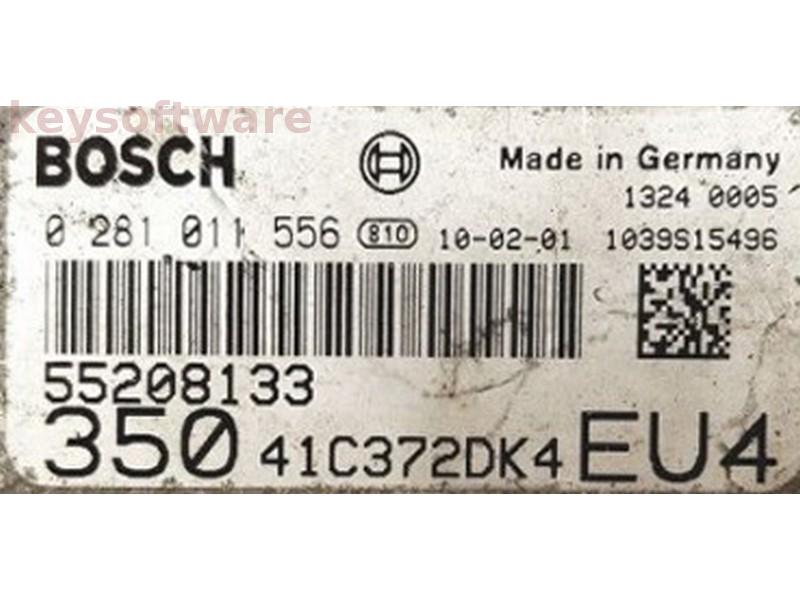 keysoftware
BOSCH Made in Germany
1324 0005
0 281 011 556 810 10-02-01 1039S15496
55208133
350 41C372DK4 EU4